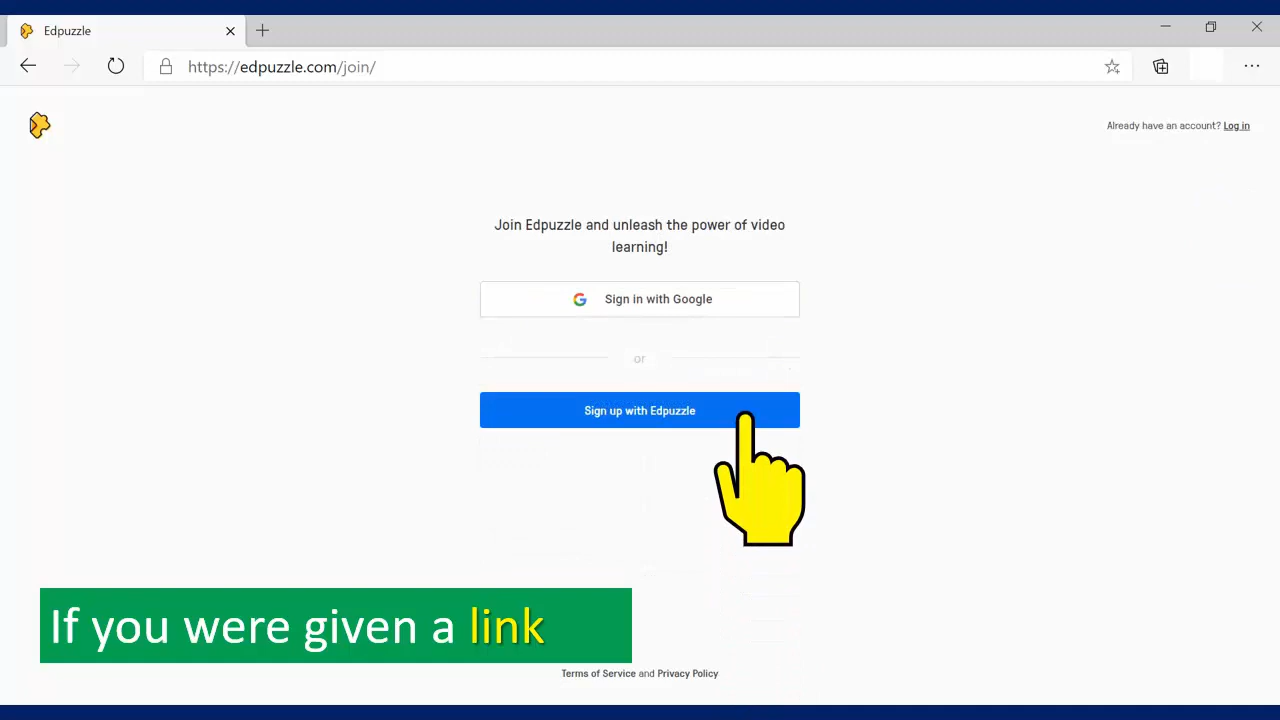 Edpuzzle
https://edpuzzle.com/join/
Already have an account? Log in
Join Edpuzzle and unleash the power of video
learning!
Sign in with Google
or
Sign up with Edpuzzle
If you were given a link
Terms of Service and Privacy Policy